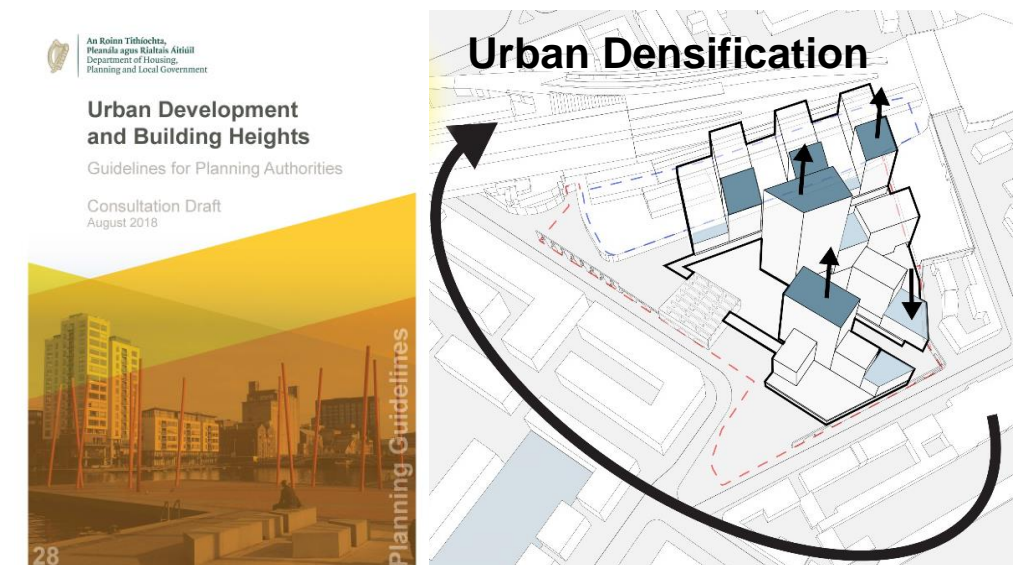 An Roinn Tithíochta,
Pleanála agus Rialtais Áitiúil
Department of Housing,
Planning and Local Government
Urban Development
and Building Heights
Guidelines for Planning Authorities
Consultation Draft
August 2018
Planning Guidelines
28
Urban Densification